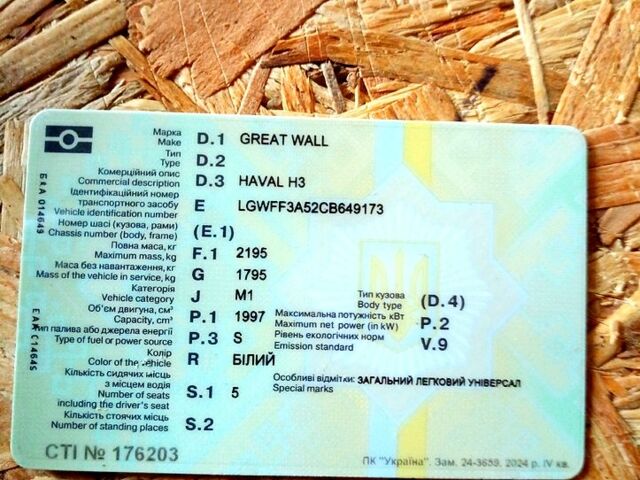 Марка
Make D.1 GREAT WALL
Тип
Type D.2
Комерційний опис
Commercial description D.3 HAVAL H3
Ідентифікаційний номер
транспортного засобу
Vehicle identification number E LGWFF3A52CB649173
Номер шасі (кузова, рами)
Chassis number (body, frame) (E.1)
Повна маса, кг
Maximum mass, kg F.1 2195
Маса без навантаження, кг
Mass of the vehicle in service, kg G 1795
Категорія
Vehicle category J M1
Тип кузова
Body type (D.4)
Об'єм двигуна, см³
Capacity, cm³ P.1 1997
Максимальна потужність кВт
Maximum net power (in kW) P.2
Тип палива або джерела енергії
Type of fuel or power source P.3 S
Рівень екологічних норм
Emission standard V.9
Колір
Color of the vehicle R БІЛИЙ
Кількість сидячих місць
з місцем водія
Number of seats
including the driver's seat S.1 5
Особливі відмітки: ЗАГАЛЬНИЙ ЛЕГКОВИЙ УНІВЕРСАЛ
Special marks
Кількість стоячих місць
Number of standing places S.2
СТІ № 176203
ПК "Україна". Зам. 24-3659. 2024 р. IV кв.